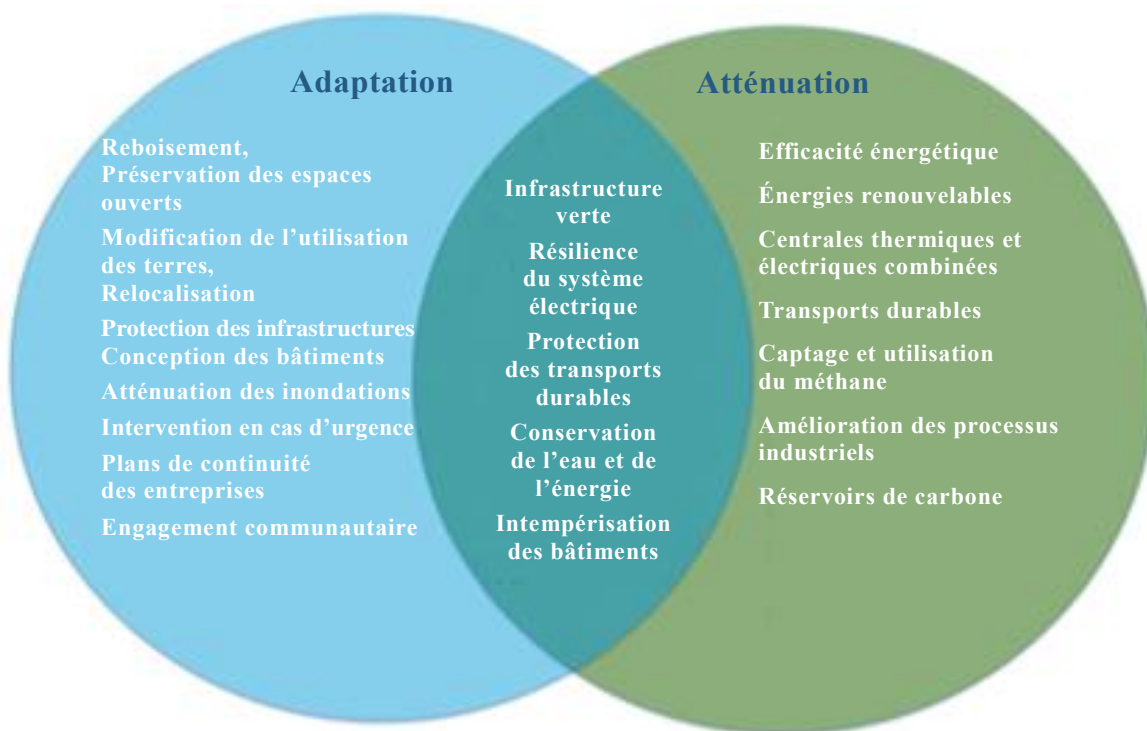 Adaptation
Reboisement,
Préservation des espaces
ouverts
Modification de l’utilisation
des terres,
Relocalisation
Protection des infrastructures
Conception des bâtiments
Atténuation des inondations
Intervention en cas d’urgence
Plans de continuité
des entreprises
Engagement communautaire
Infrastructure
verte
Résilience
du système
électrique
Protection
des transports
durables
Conservation
de l’eau et de
l’énergie
Intempérisation
des bâtiments
Atténuation
Efficacité énergétique
Énergies renouvelables
Centrales thermiques et
électriques combinées
Transports durables
Captage et utilisation
du méthane
Amélioration des processus
industriels
Réservoirs de carbone